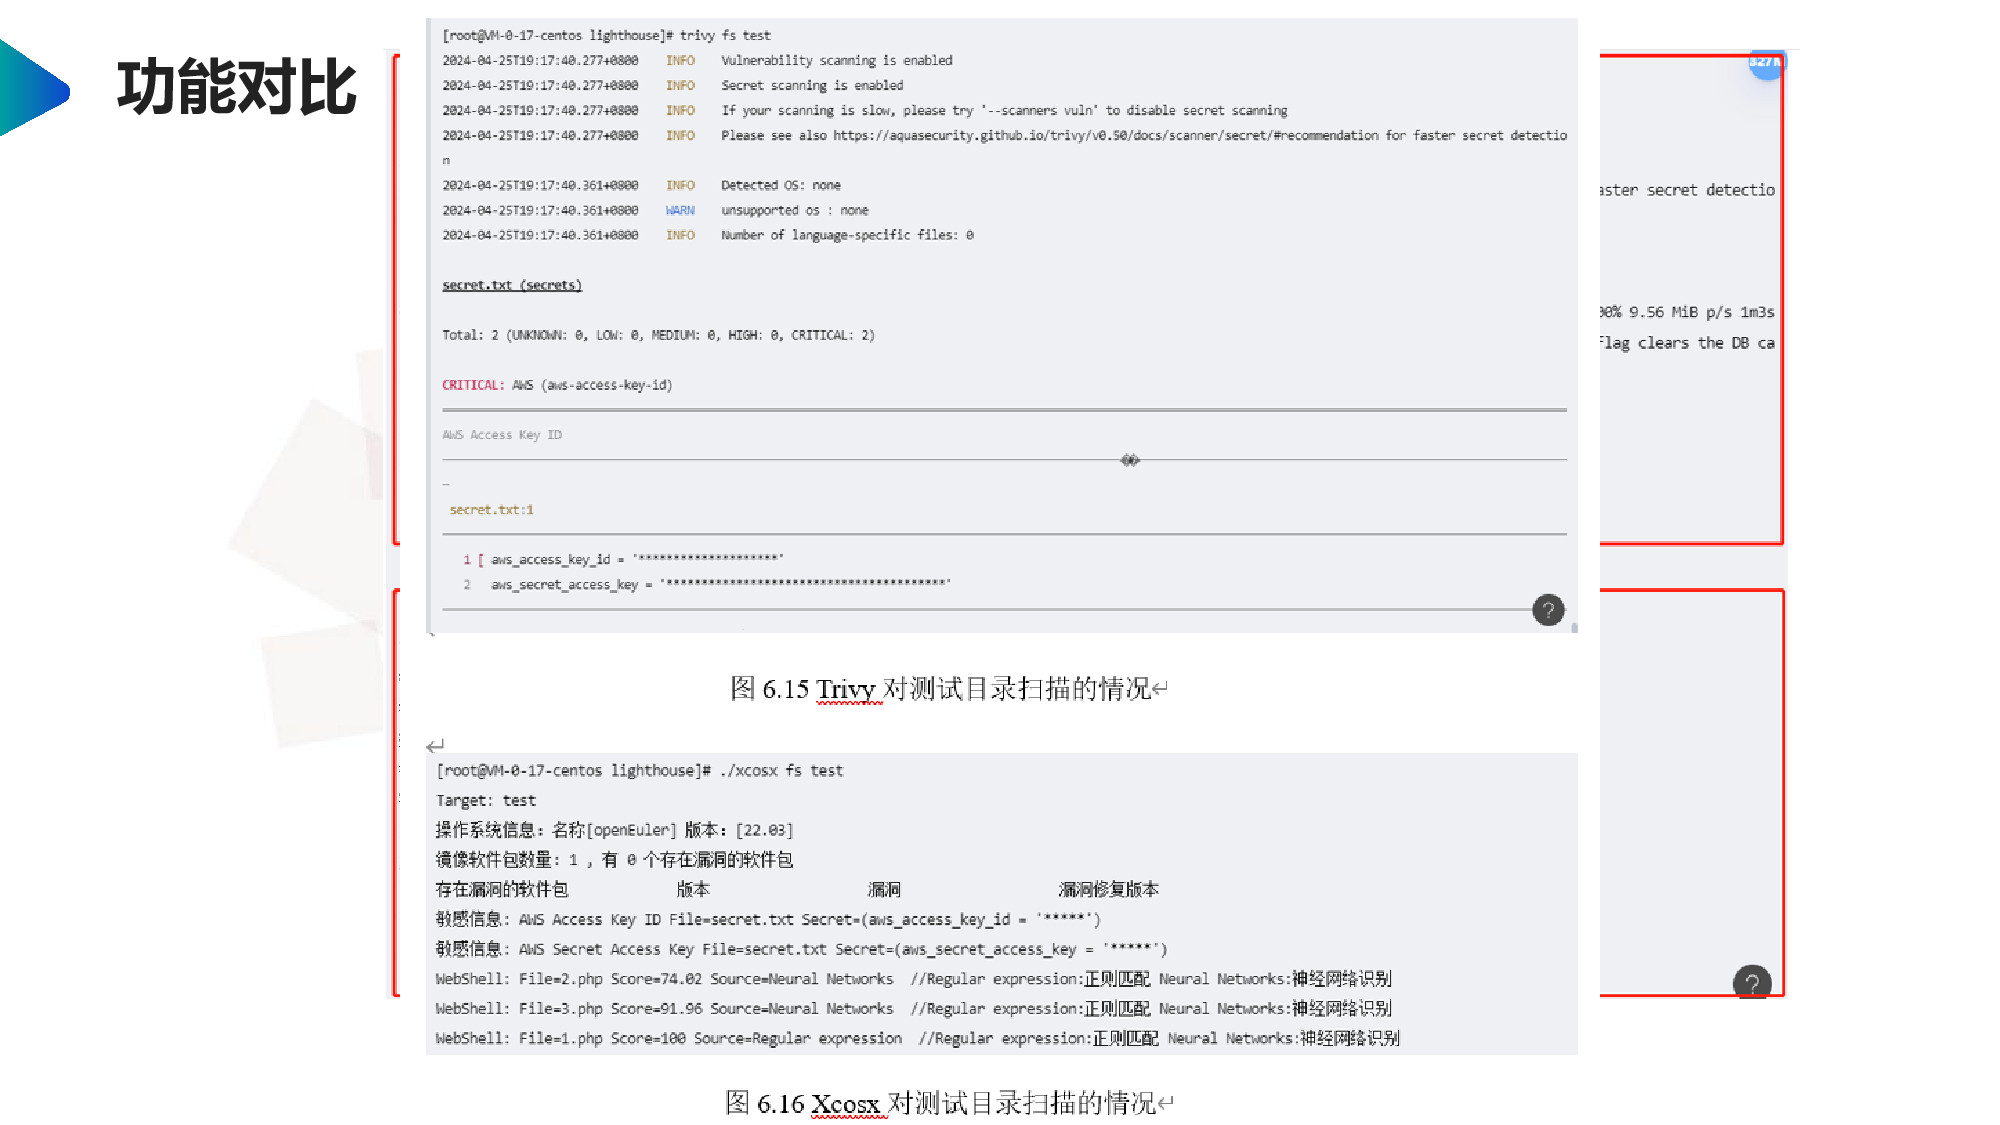 功能对比
[root@VM-0-17-centos lighthouse]# trivy fs test
2024-04-25T19:17:40.277+0800 INFO Vulnerability scanning is enabled
2024-04-25T19:17:40.277+0800 INFO Secret scanning is enabled
2024-04-25T19:17:40.277+0800 INFO If your scanning is slow, please try '--scanners vuln' to disable secret scanning
2024-04-25T19:17:40.277+0800 INFO Please see also https://aquasecurity.github.io/trivy/v0.50/docs/scanner/secret/#recommendation for faster secret detectio
n
2024-04-25T19:17:40.361+0800 INFO Detected OS: none
2024-04-25T19:17:40.361+0800 WARN unsupported os : none
2024-04-25T19:17:40.361+0800 INFO Number of language-specific files: 0
secret.txt (secrets)
Total: 2 (UNKNOWN: 0, LOW: 0, MEDIUM: 0, HIGH: 0, CRITICAL: 2)
CRITICAL: AWS (aws-access-key-id)
AWS Access Key ID
secret.txt:1
1 [ aws_access_key_id = '********************'
2 aws_secret_access_key = '****************************************'
?
图 6.15 Trivy 对测试目录扫描的情况↵
↵
[root@VM-0-17-centos lighthouse]# ./xcosx fs test
Target: test
操作系统信息: 名称[openEuler] 版本: [22.03]
镜像软件包数量: 1 , 有 0 个存在漏洞的软件包
存在漏洞的软件包 版本 漏洞 漏洞修复版本
敏感信息: AWS Access Key ID File=secret.txt Secret=(aws_access_key_id = '*****')
敏感信息: AWS Secret Access Key File=secret.txt Secret=(aws_secret_access_key = '*****')
WebShell: File=2.php Score=74.02 Source=Neural Networks //Regular expression:正则匹配 Neural Networks:神经网络识别
WebShell: File=3.php Score=91.96 Source=Neural Networks //Regular expression:正则匹配 Neural Networks:神经网络识别
WebShell: File=1.php Score=100 Source=Regular expression //Regular expression:正则匹配 Neural Networks:神经网络识别
图 6.16 Xcosx 对测试目录扫描的情况↵
aster secret detectio
00% 9.56 MiB p/s 1m3s
flag clears the DB ca
?